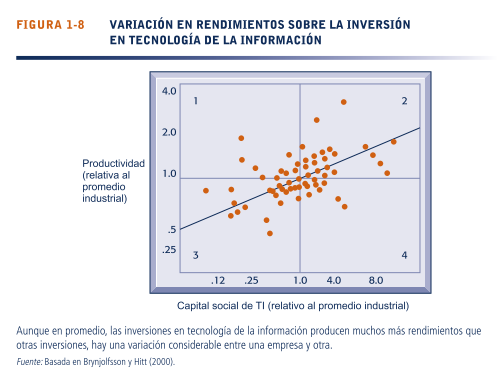 FIGURA 1-8
VARIACIÓN EN RENDIMIENTOS SOBRE LA INVERSIÓN
EN TECNOLOGÍA DE LA INFORMACIÓN
4.0
1
2
2.0
Productividad
(relativa al
promedio
industrial)
1.0
.5
.25
3
4
.12 .25 1.0 4.0 8.0
Capital social de TI (relativo al promedio industrial)
Aunque en promedio, las inversiones en tecnología de la información producen muchos más rendimientos que
otras inversiones, hay una variación considerable entre una empresa y otra.
Fuente: Basada en Brynjolfsson y Hitt (2000).